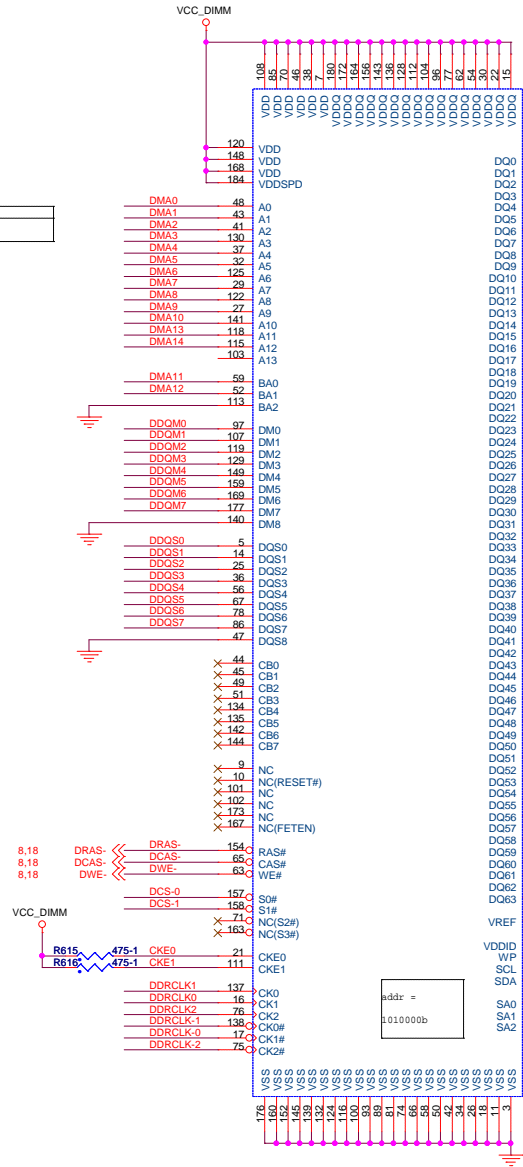 VCC_DIMM
108 85 70 46 38 7 180 172 164 156 143 136 128 112 104 96 77 62 54 30 22 15
VDD VDD VDD VDD VDD VDD VDDQ VDDQ VDDQ VDDQ VDDQ VDDQ VDDQ VDDQ VDDQ VDDQ VDDQ VDDQ VDDQ VDDQ VDDQ VDDQ
120 VDD
148 VDD DQ0
168 VDD DQ1
184 VDDSPD DQ2
DQ3
DMA0 48 A0 DQ4
DMA1 43 A1 DQ5
DMA2 41 A2 DQ6
DMA3 130 A3 DQ7
DMA4 37 A4 DQ8
DMA5 32 A5 DQ9
DMA6 125 A6 DQ10
DMA7 29 A7 DQ11
DMA8 122 A8 DQ12
DMA9 27 A9 DQ13
DMA10 141 A10 DQ14
DMA13 118 A11 DQ15
DMA14 115 A12 DQ16
103 A13 DQ17
DQ18
DMA11 59 BA0 DQ19
DMA12 52 BA1 DQ20
113 BA2 DQ21
DQ22
DDQM0 97 DM0 DQ23
DDQM1 107 DM1 DQ24
DDQM2 119 DM2 DQ25
DDQM3 129 DM3 DQ26
DDQM4 149 DM4 DQ27
DDQM5 159 DM5 DQ28
DDQM6 169 DM6 DQ29
DDQM7 177 DM7 DQ30
140 DM8 DQ31
DQ32
DDQS0 5 DQS0 DQ33
DDQS1 14 DQS1 DQ34
DDQS2 25 DQS2 DQ35
DDQS3 36 DQS3 DQ36
DDQS4 56 DQS4 DQ37
DDQS5 67 DQS5 DQ38
DDQS6 78 DQS6 DQ39
DDQS7 86 DQS7 DQ40
47 DQS8 DQ41
DQ42
44 CB0 DQ43
45 CB1 DQ44
49 CB2 DQ45
51 CB3 DQ46
134 CB4 DQ47
135 CB5 DQ48
142 CB6 DQ49
144 CB7 DQ50
DQ51
9 NC DQ52
10 NC(RESET#) DQ53
101 NC DQ54
102 NC DQ55
173 NC DQ56
167 NC(FETEN) DQ57
DQ58
8,18 DRAS- DRAS- 154 RAS# DQ59
8,18 DCAS- DCAS- 65 CAS# DQ60
8,18 DWE- DWE- 63 WE# DQ61
DQ62
DCS-0 157 S0# DQ63
DCS-1 158 S1#
71 NC(S2#) VREF
163 NC(S3#)
VCC_DIMM
VDDID
R615 475-1 CKE0 21 CKE0 WP
R616 475-1 CKE1 111 CKE1 SCL
SDA
DDRCLK1 137 CK0
DDRCLK0 16 CK1 SA0
DDRCLK2 76 CK2 SA1
DDRCLK-1 138 CK0# SA2
DDRCLK-0 17 CK1#
DDRCLK-2 75 CK2#
addr =
1010000b
VSS VSS VSS VSS VSS VSS VSS VSS VSS VSS VSS VSS VSS VSS VSS VSS VSS VSS VSS VSS VSS VSS
176 160 152 145 139 132 124 116 100 93 89 81 74 66 58 50 42 34 26 18 11 3